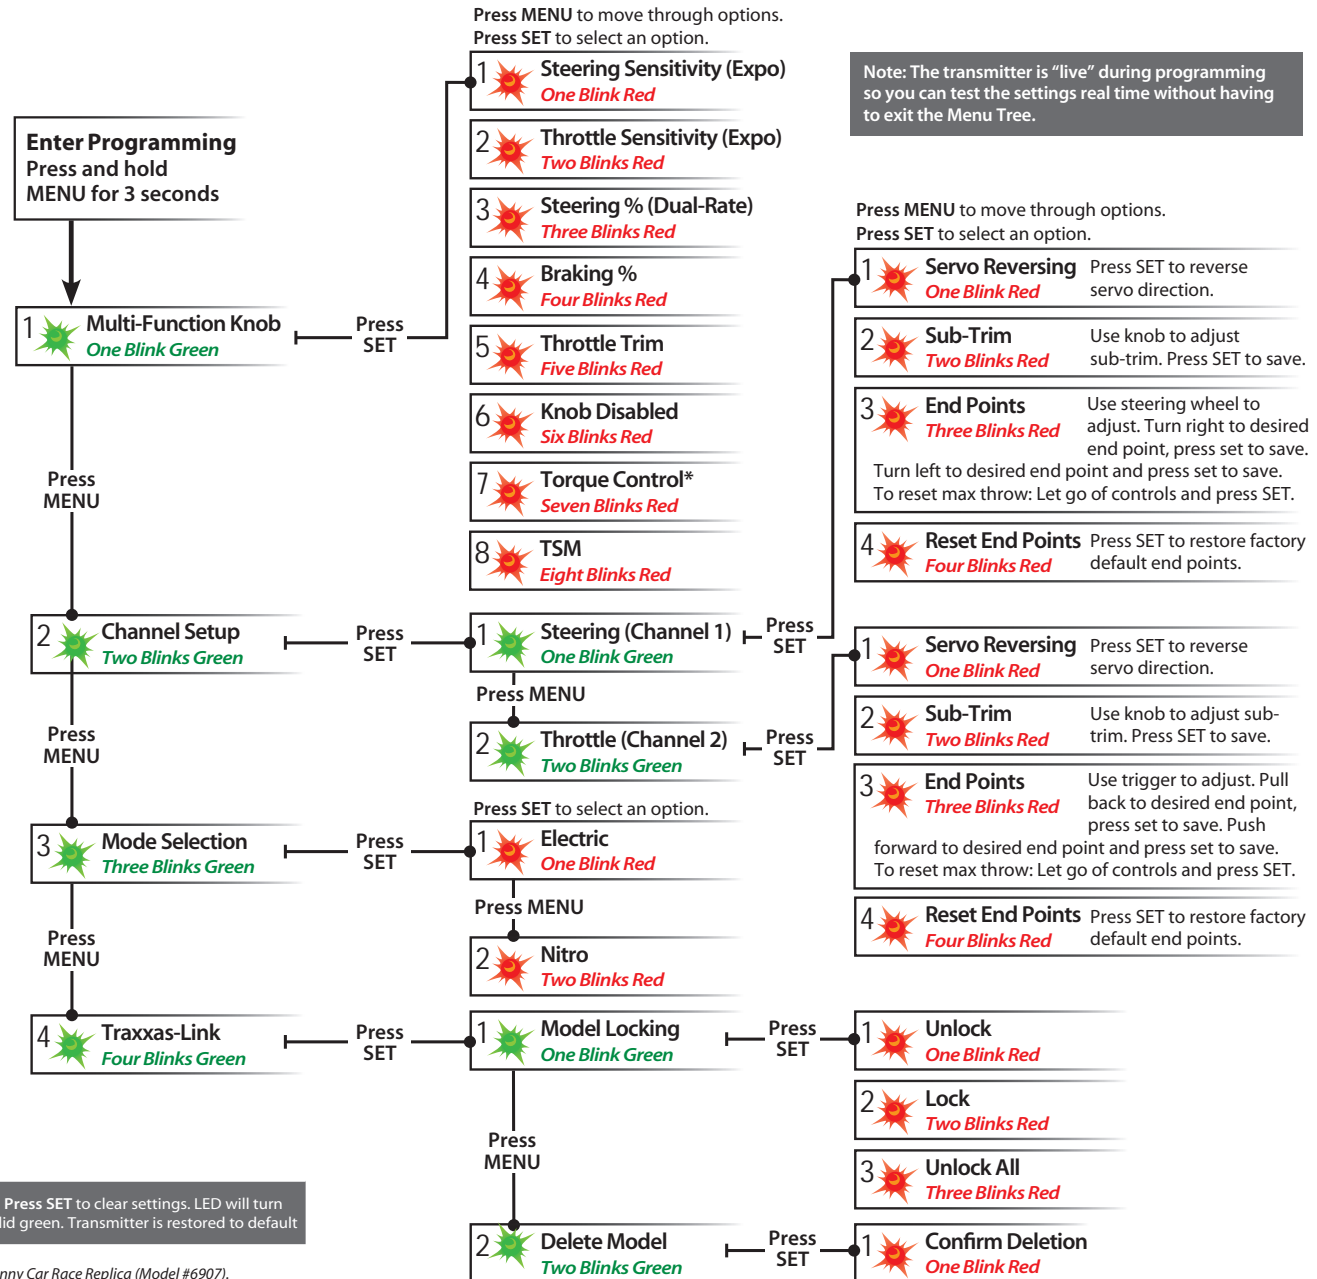 Press MENU to move through options.
Press SET to select an option.
1
Steering Sensitivity (Expo)
One Blink Red
2
Throttle Sensitivity (Expo)
Two Blinks Red
3
Steering % (Dual-Rate)
Three Blinks Red
4
Braking %
Four Blinks Red
5
Throttle Trim
Five Blinks Red
6
Knob Disabled
Six Blinks Red
7
Torque Control*
Seven Blinks Red
8
TSM
Eight Blinks Red
Note: The transmitter is “live” during programming
so you can test the settings real time without having
to exit the Menu Tree.
Enter Programming
Press and hold
MENU for 3 seconds
1
Multi-Function Knob
One Blink Green
Press
SET
Press
MENU
2
Channel Setup
Two Blinks Green
Press
SET
1
Steering (Channel 1)
One Blink Green
Press
SET
Press MENU
2
Throttle (Channel 2)
Two Blinks Green
Press
SET
Press MENU to move through options.
Press SET to select an option.
1
Servo Reversing
One Blink Red
Press SET to reverse
servo direction.
2
Sub-Trim
Two Blinks Red
Use knob to adjust
sub-trim. Press SET to save.
3
End Points
Three Blinks Red
Use steering wheel to
adjust. Turn right to desired
end point, press set to save.
Turn left to desired end point and press set to save.
To reset max throw: Let go of controls and press SET.
4
Reset End Points
Four Blinks Red
Press SET to restore factory
default end points.
1
Servo Reversing
One Blink Red
Press SET to reverse
servo direction.
2
Sub-Trim
Two Blinks Red
Use knob to adjust sub-
trim. Press SET to save.
3
End Points
Three Blinks Red
Use trigger to adjust. Pull
back to desired end point,
press set to save. Push
forward to desired end point and press set to save.
To reset max throw: Let go of controls and press SET.
4
Reset End Points
Four Blinks Red
Press SET to restore factory
default end points.
Press
MENU
3
Mode Selection
Three Blinks Green
Press
SET
Press SET to select an option.
1
Electric
One Blink Red
Press MENU
2
Nitro
Two Blinks Red
Press
MENU
4
Traxxas-Link
Four Blinks Green
Press
SET
1
Model Locking
One Blink Green
Press
SET
1
Unlock
One Blink Red
2
Lock
Two Blinks Red
3
Unlock All
Three Blinks Red
Press
MENU
2
Delete Model
Two Blinks Green
Press
SET
1
Confirm Deletion
One Blink Red
Press SET to clear settings. LED will turn
green. Transmitter is restored to default
Car Race Replica (Model #6907).